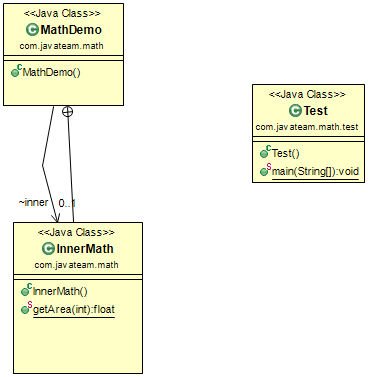 <<Java Class>>
MathDemo
com.javateam.math
MathDemo()
~inner 0..1
<<Java Class>>
InnerMath
com.javateam.math
InnerMath()
getArea(int):float
<<Java Class>>
Test
com.javateam.math.test
Test()
main(String[]):void